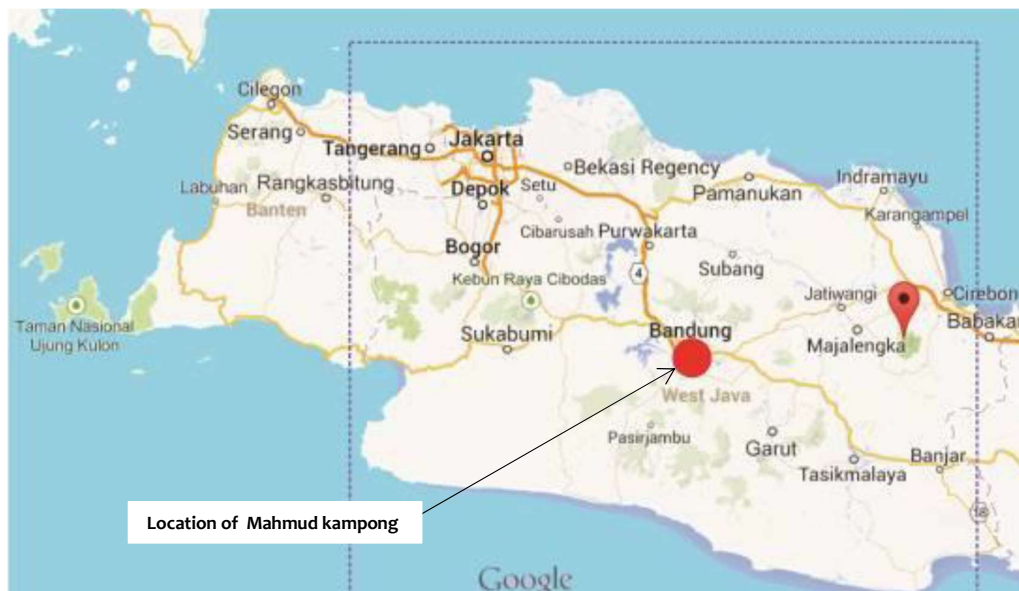 Cilegon
Serang
Tangerang
Jakarta
Bekasi Regency
Labuhan
Rangkasbitung
Banten
Depok
Setu
Pamanukan
Indramayu
Karangampel
Cibarusah
Purwakarta
Bogor
Kebun Raya Cibodas
4
Subang
Jatiwangi
Cirebon
Taman Nasional
Ujung Kulon
Sukabumi
Bandung
Majalengka
Babakan
West Java
Pasirjambu
Garut
Tasikmalaya
Banjar
18
Location of Mahmud kampong
Google